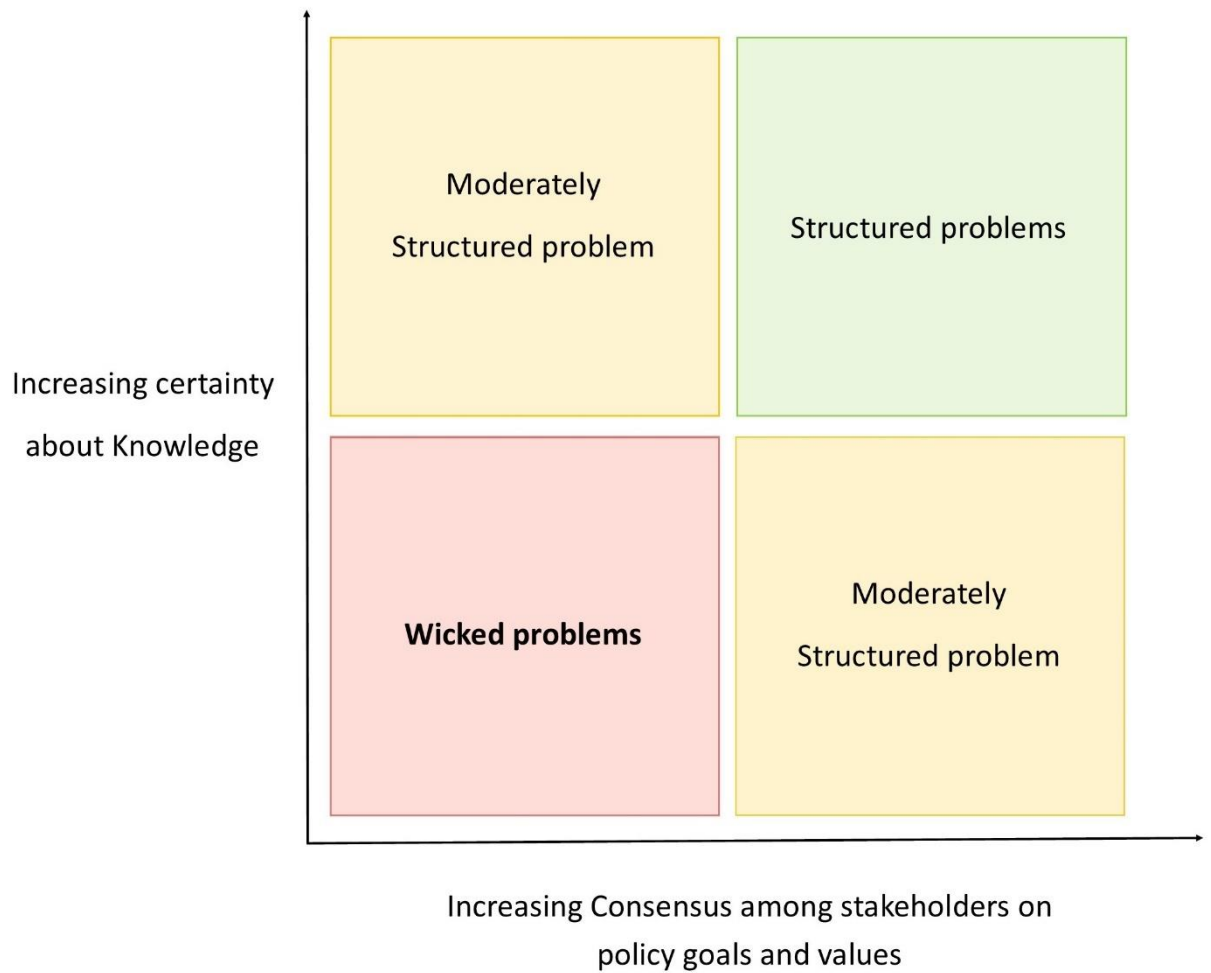 Moderately
Structured problem
Structured problems
Increasing certainty
about Knowledge
Wicked problems
Moderately
Structured problem
Increasing Consensus among stakeholders on
policy goals and values